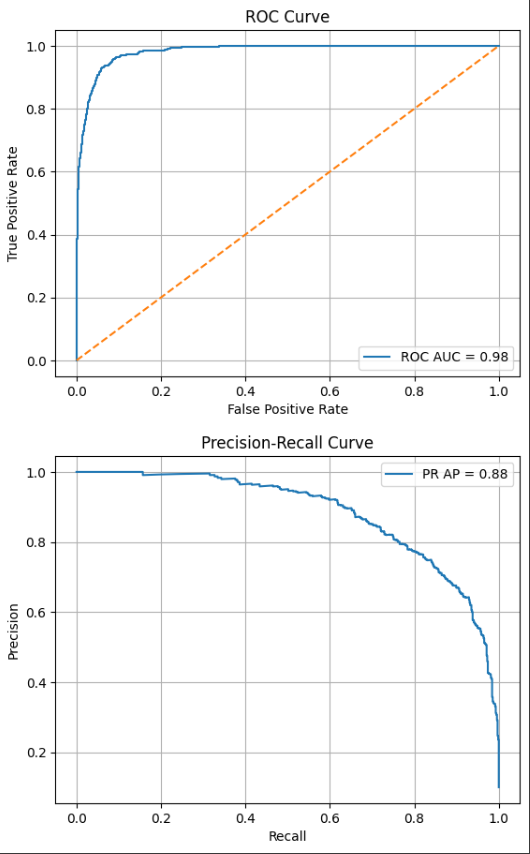 ROC Curve
1.0
0.8
0.6
0.4
0.2
0.0
True Positive Rate
ROC AUC = 0.98
0.0 0.2 0.4 0.6 0.8 1.0
False Positive Rate
Precision-Recall Curve
PR AP = 0.88
1.0
0.8
0.6
0.4
0.2
Precision
0.0 0.2 0.4 0.6 0.8 1.0
Recall